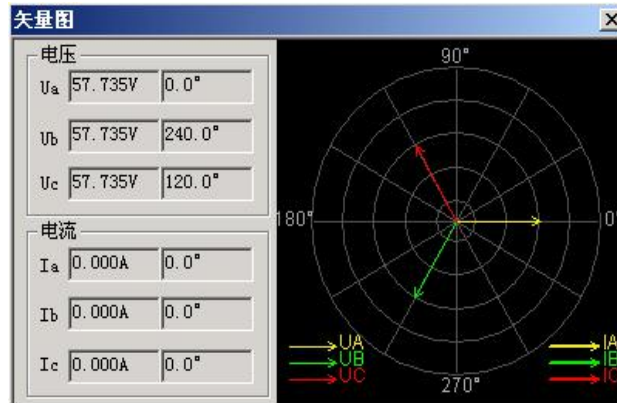 矢量图
电压
Ua 57.735V 0.0°
Ub 57.735V 240.0°
Uc 57.735V 120.0°
电流
Ia 0.000A 0.0°
Ib 0.000A 0.0°
Ic 0.000A 0.0°
90°
180°
0°
270°
UA
UB
UC
IA
IB
IC